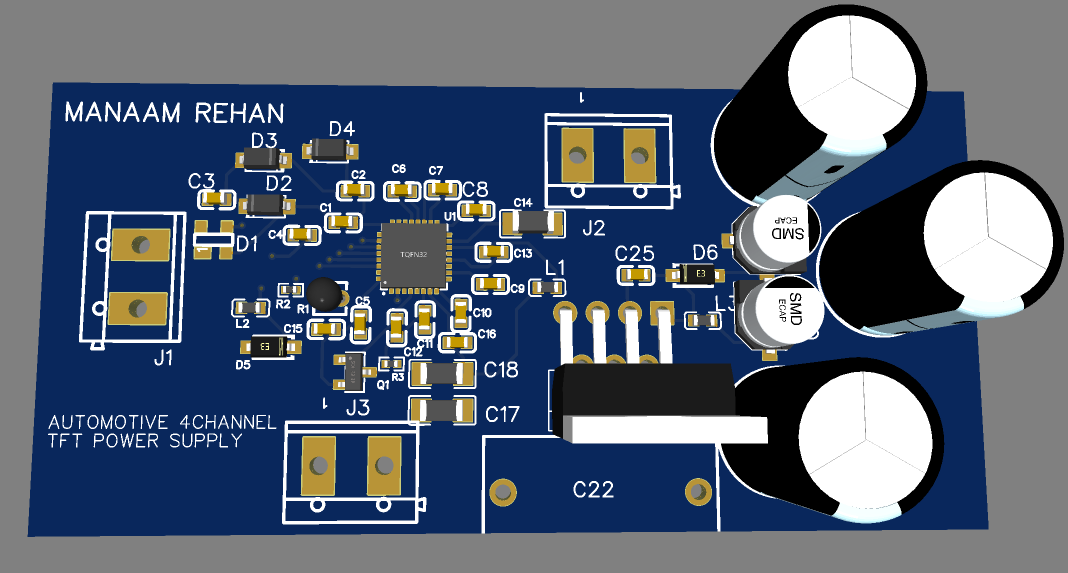 MANAAM REHAN
D3
D4
C3
D2
C2
C6
C7
C8
U1
C1
C4
D1
1
TQFN32
C14
1
J2
C13
C9
L1
C25
D6
E3
SMD
ECAP
SMD
ECAP
R2
R1
L2
C5
C15
C10
C11
C12
C16
D5
E3
Q1
R3
C18
C17
J1
J3
1
AUTOMOTIVE 4CHANNEL
TFT POWER SUPPLY
C22